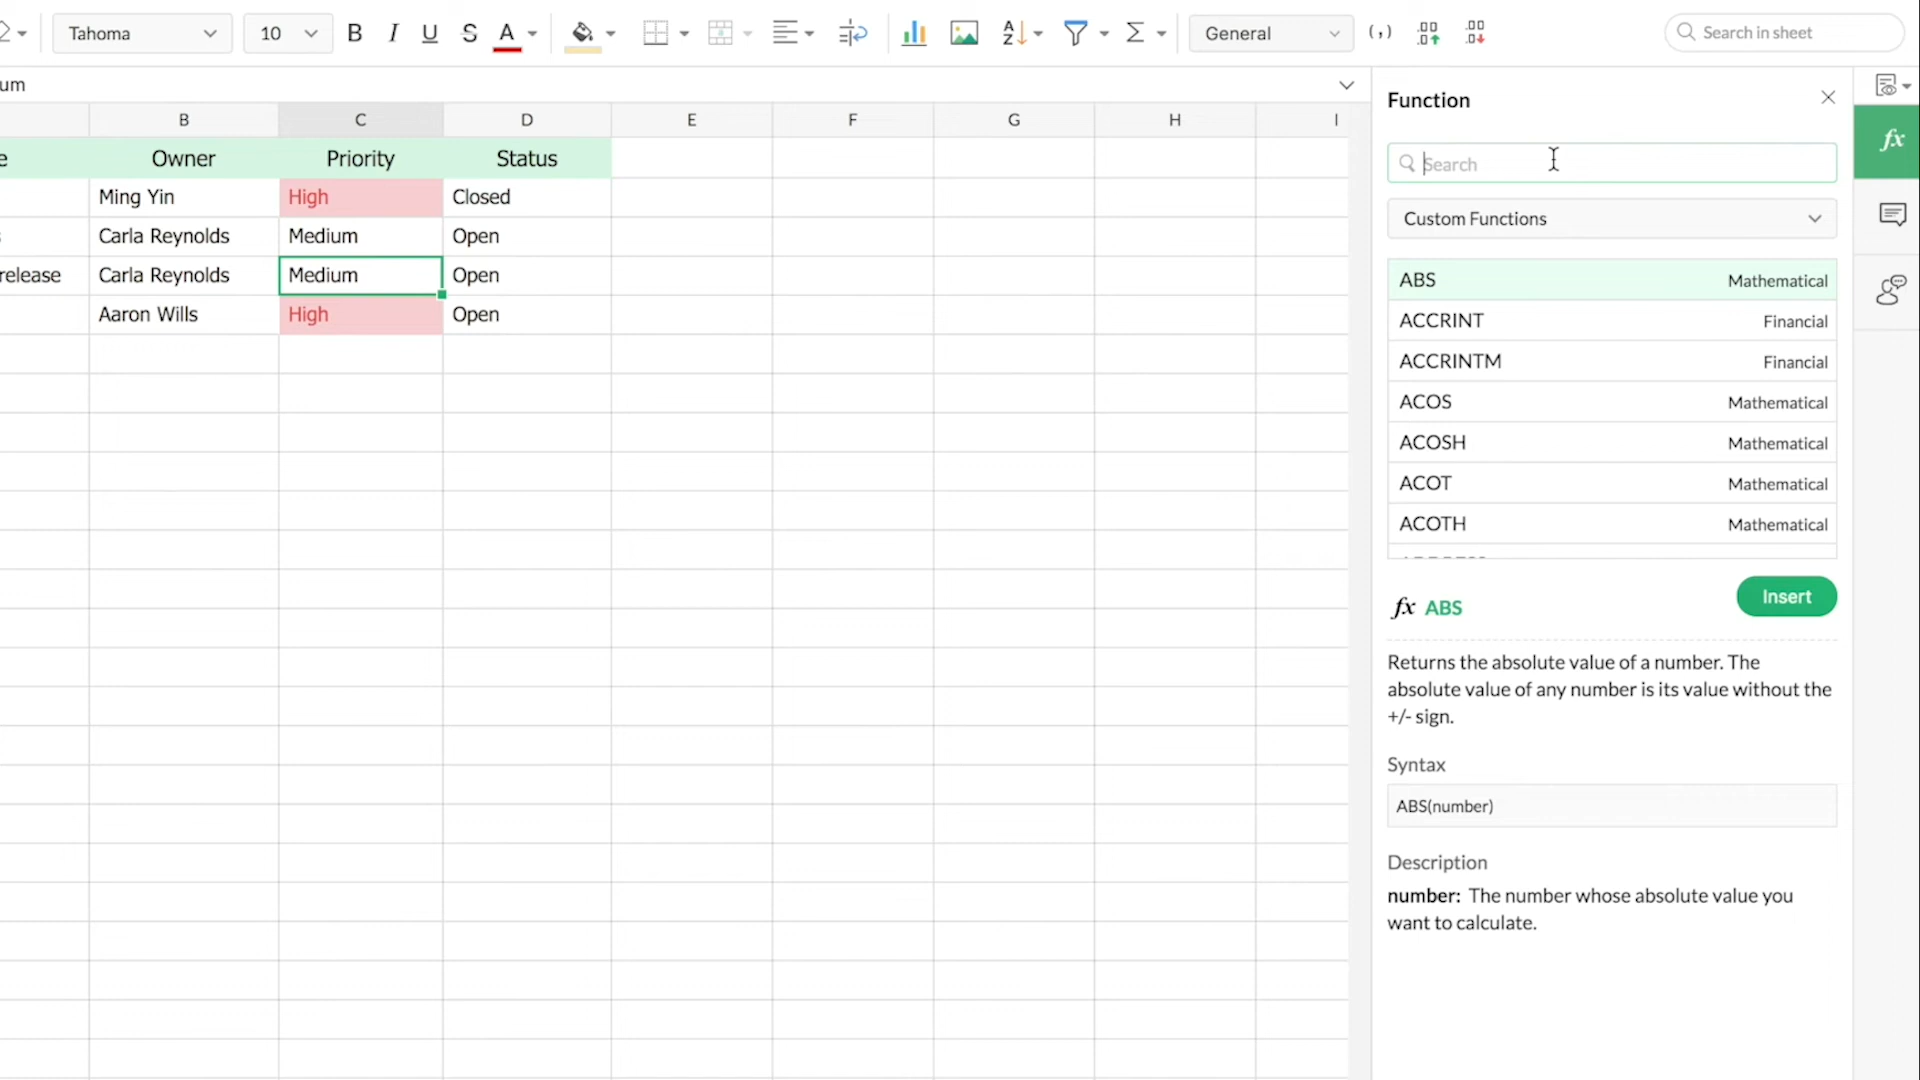 Tahoma 10 B I U S A General Search in sheet
um
Function
B C D E F G H I
Search
e Owner Priority Status
Ming Yin High Closed
Custom Functions
Carla Reynolds Medium Open
release Carla Reynolds Medium Open
ABS Mathematical
Aaron Wills High Open
ACCRINT Financial
ACCRINTM Financial
ACOS Mathematical
ACOSH Mathematical
ACOT Mathematical
ACOTH Mathematical
fx ABS
Insert
Returns the absolute value of a number. The
absolute value of any number is its value without the
+/- sign.
Syntax
ABS(number)
Description
number: The number whose absolute value you
want to calculate.